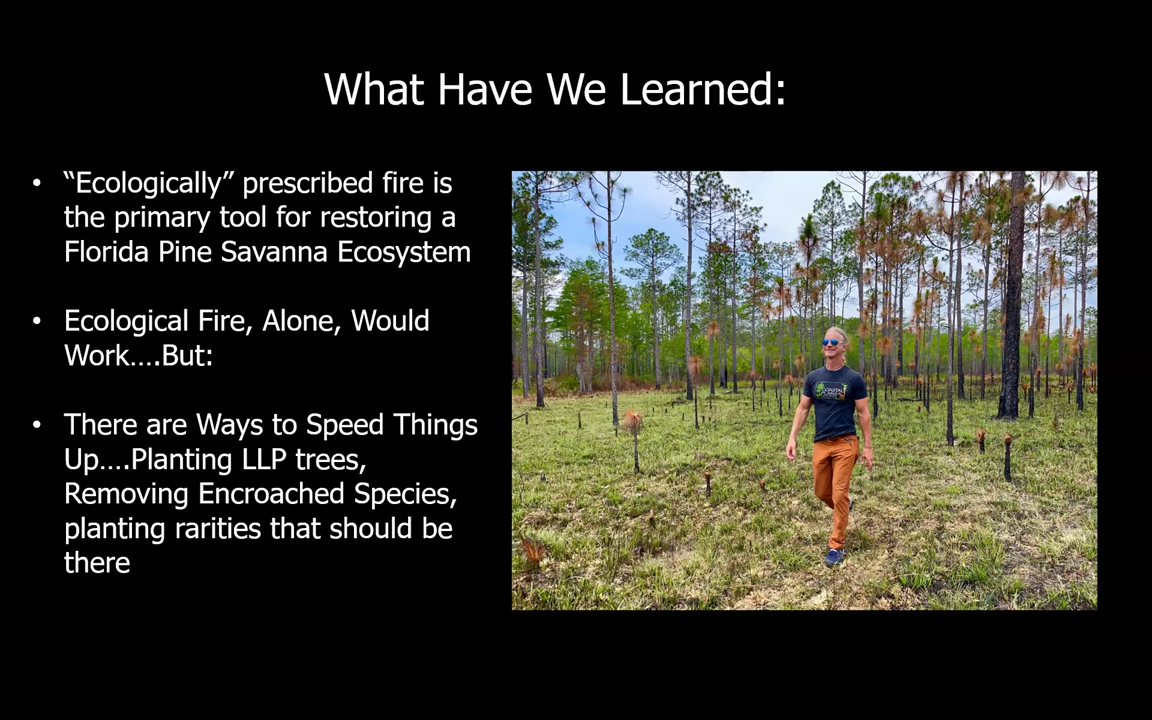 What Have We Learned:
• “Ecologically” prescribed fire is
the primary tool for restoring a
Florida Pine Savanna Ecosystem
• Ecological Fire, Alone, Would
Work....But:
• There are Ways to Speed Things
Up....Planting LLP trees,
Removing Encroached Species,
planting rarities that should be
there